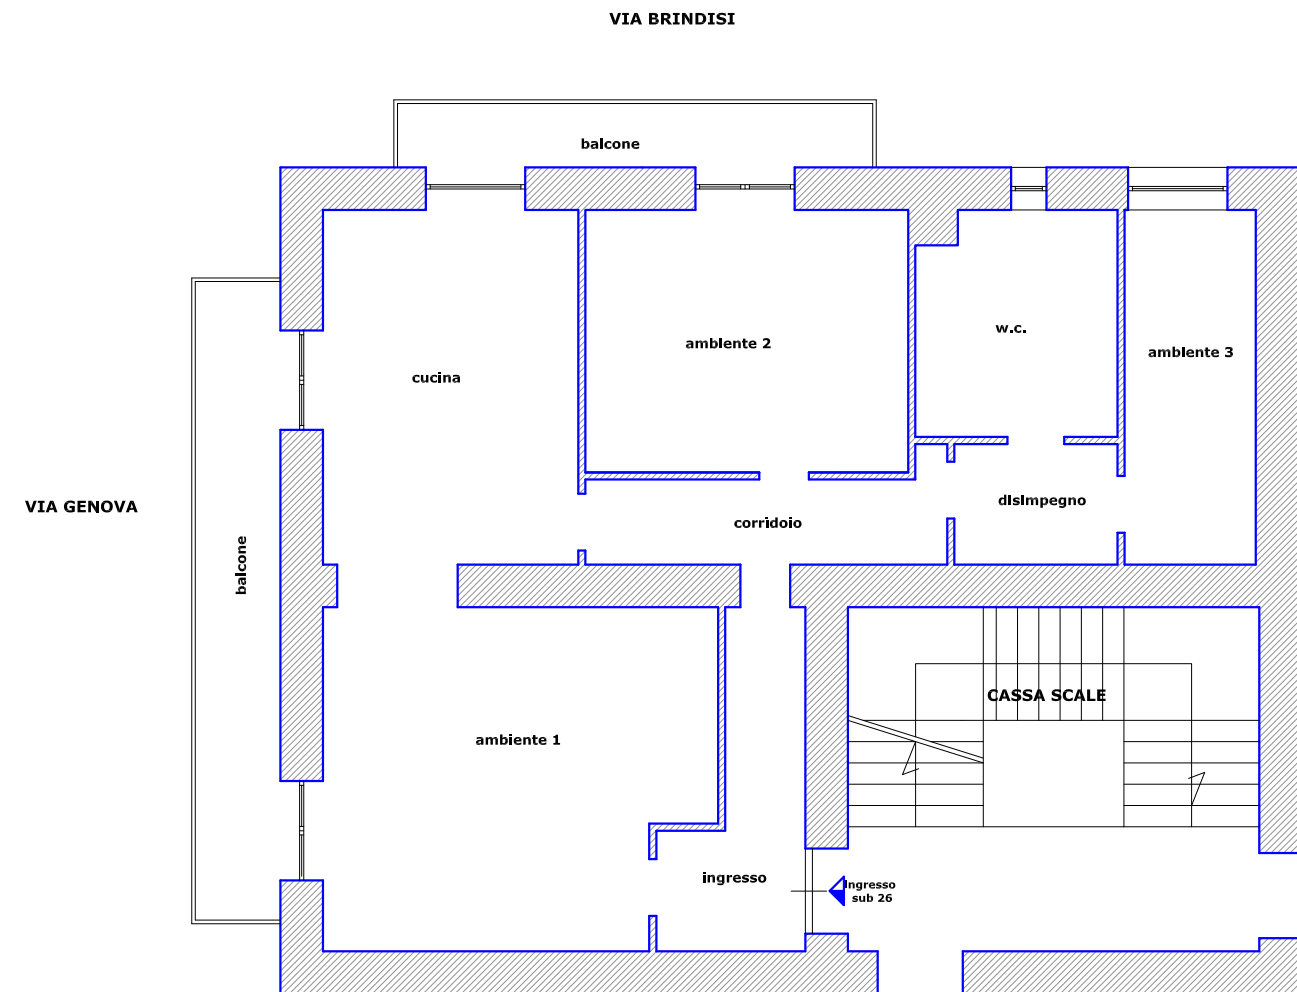 VIA BRINDISI
balcone
w.c.
ambiente 2
ambiente 3
cucina
disimpegno
VIA GENOVA
corridoio
balcone
CASSA SCALE
ambiente 1
ingresso
Ingresso
sub 26